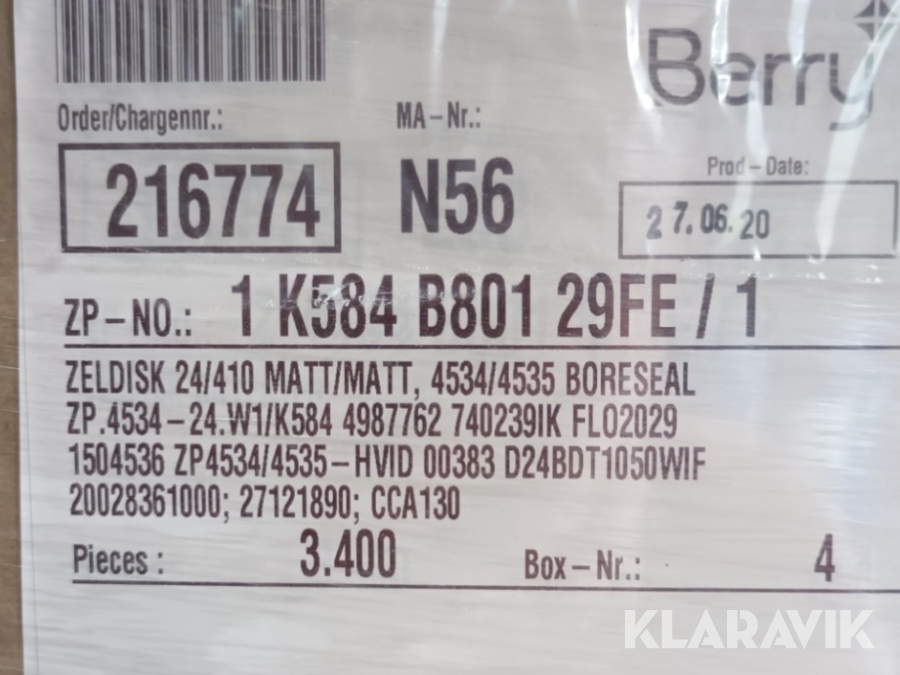 Berry
Order/Chargennr.:
MA-Nr.:
Prod-Date:
216774
N56
27.06.20
ZP-NO.: 1 K584 B801 29FE / 1
ZELDISK 24/410 MATT/MATT, 4534/4535 BORESEAL
ZP.4534-24.W1/K584 4987762 740239IK FLO2029
1504536 ZP4534/4535-HVID 00383 D24BDT1050WIF
20028361000; 27121890; CCA130
Pieces: 3.400 Box-Nr.: 4
KLARAVIK